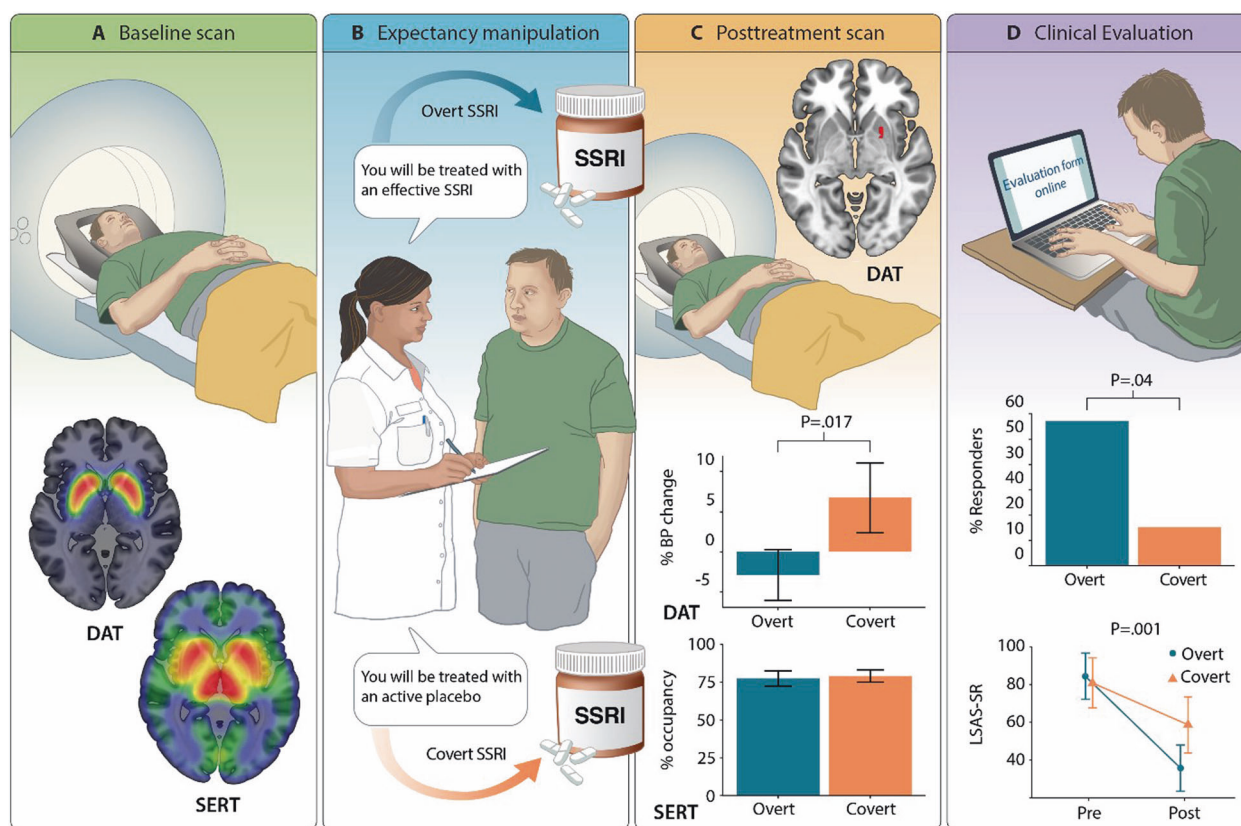 A Baseline scan
DAT
SERT
B Expectancy manipulation
Overt SSRI
SSRI
You will be treated with
an effective SSRI
You will be treated with
an active placebo
SSRI
Covert SSRI
C Posttreatment scan
DAT
P=.017
% BP change
10
5
0
-5
DAT
Overt
Covert
% occupancy
100
75
50
25
0
SERT
Overt
Covert
D Clinical Evaluation
Evaluation form
online
P=.04
% Responders
60
50
40
30
20
10
0
Overt
Covert
P=.001
Overt
Covert
LSAS-SR
100
80
60
40
Pre
Post